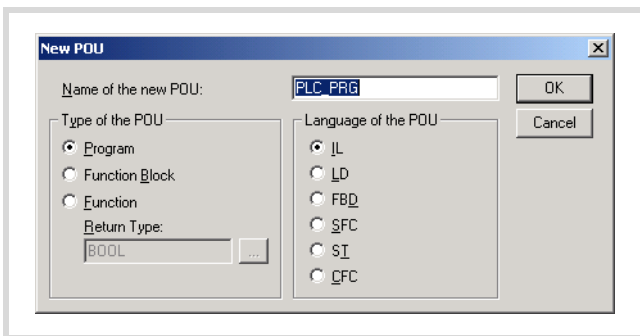 New POU
Name of the new POU:
PLC_PRG
OK
Cancel
Type of the POU
Program
Function Block
Function
Return Type:
BOOL
...
Language of the POU
IL
LD
FBD
SFC
ST
CFC